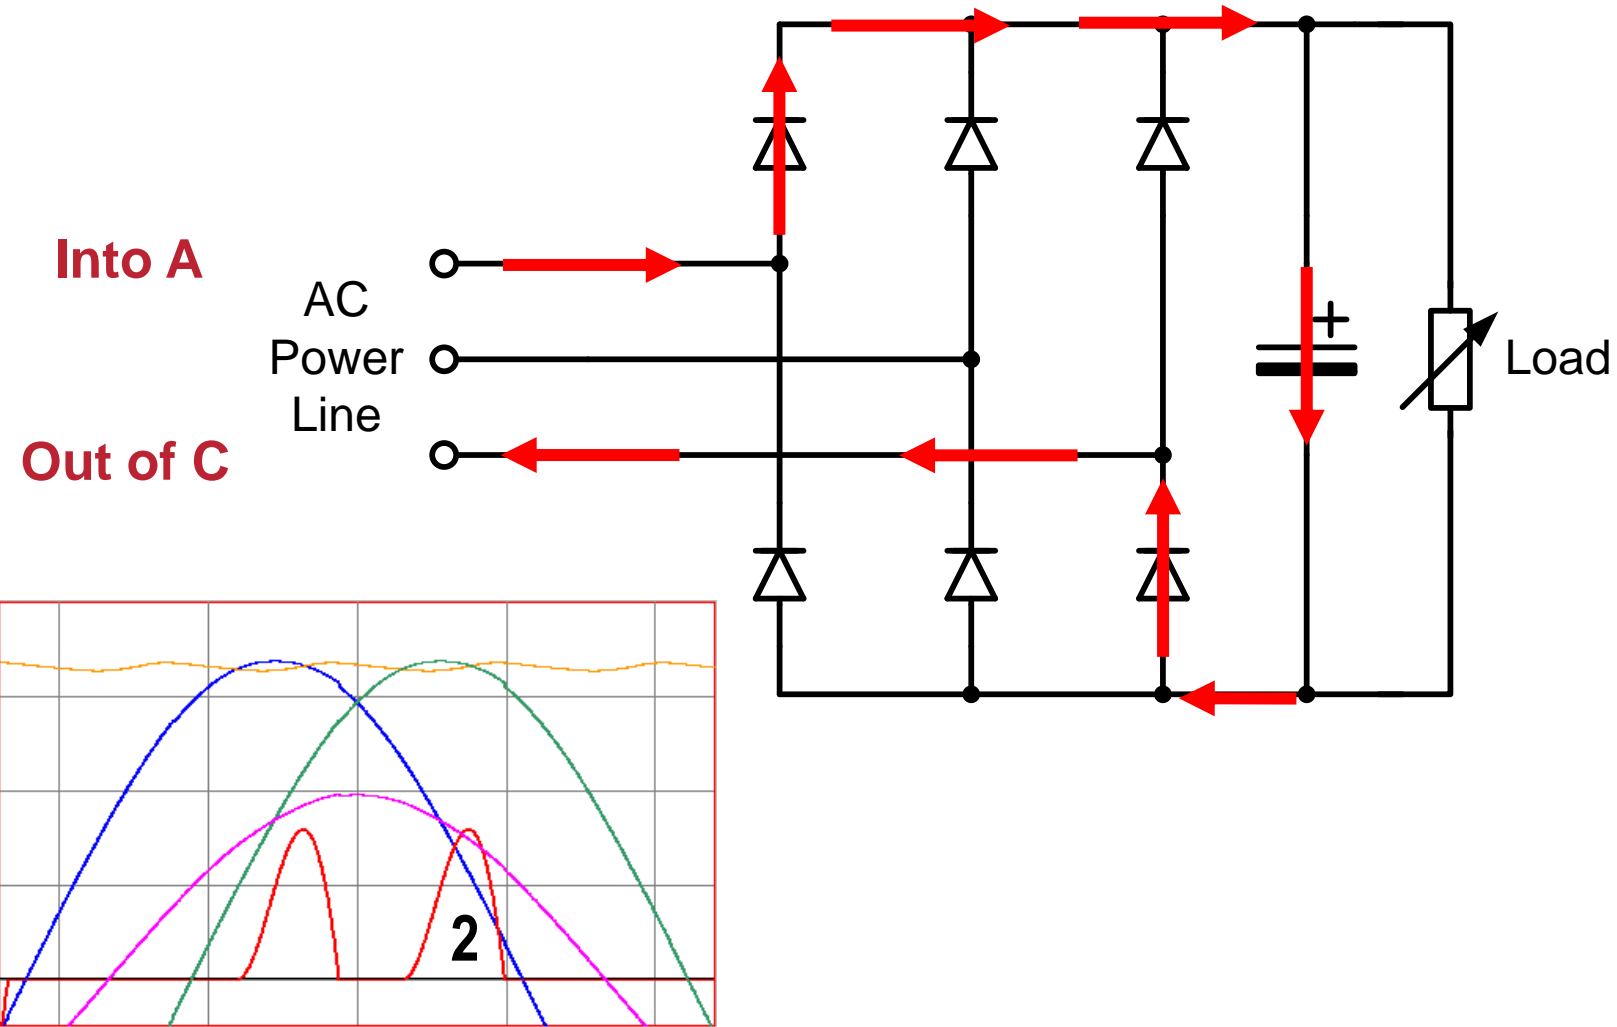 Into A
AC
Power
Line
Out of C
+
Load
2